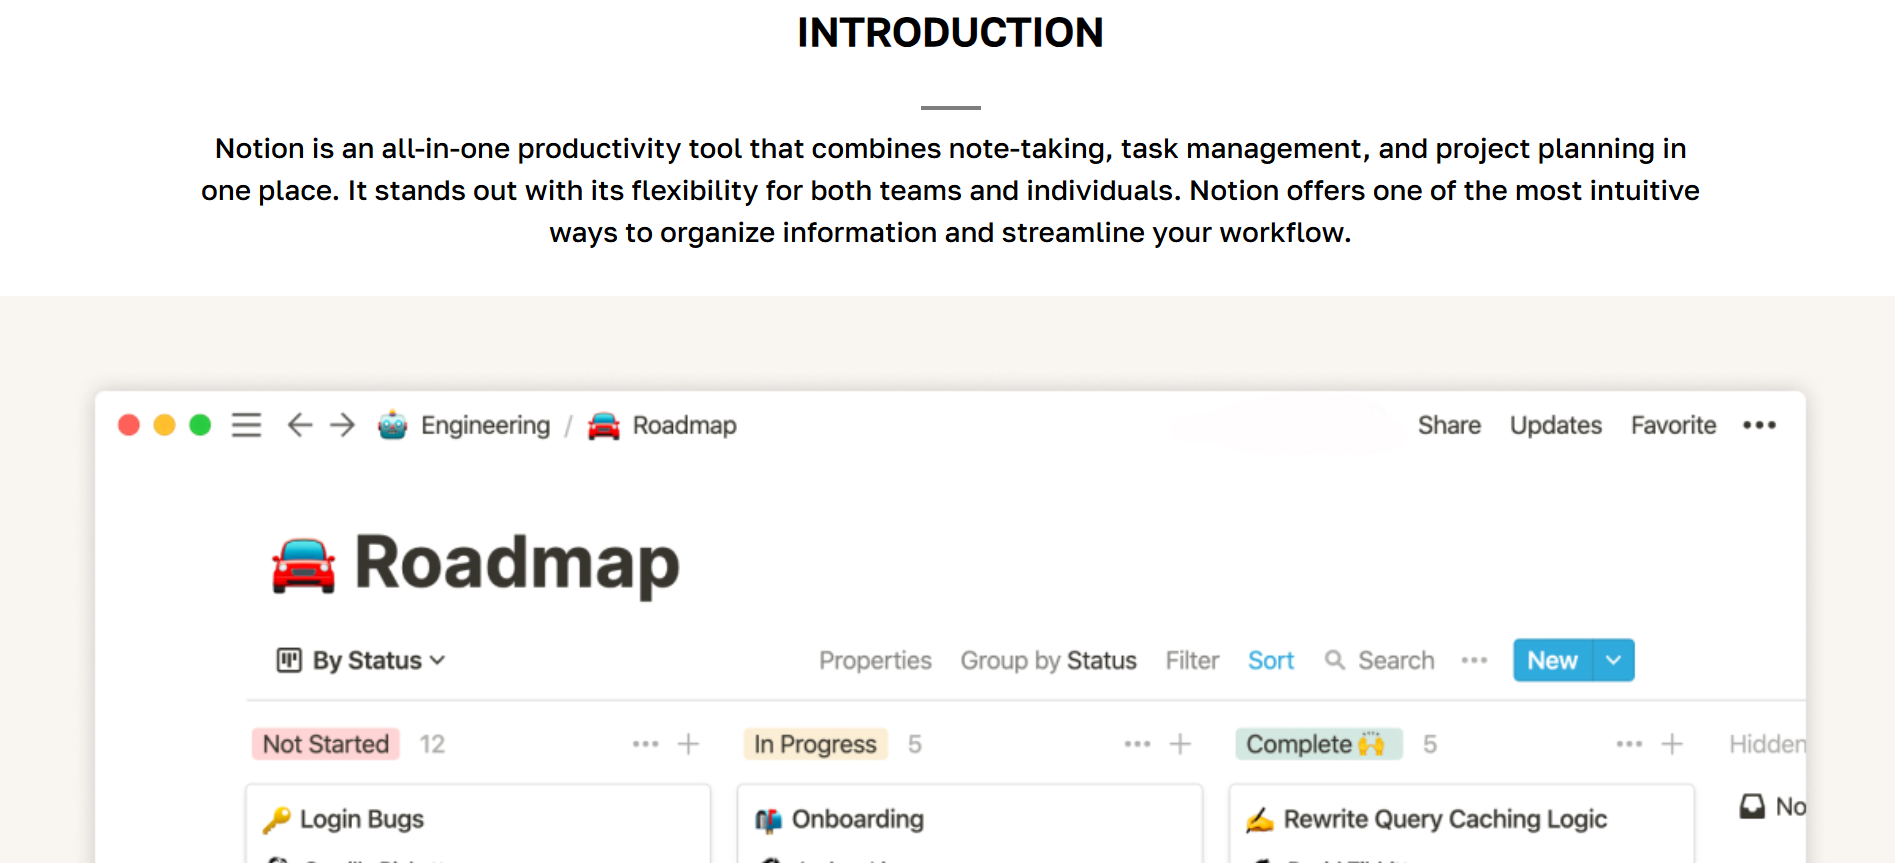 INTRODUCTION
Notion is an all-in-one productivity tool that combines note-taking, task management, and project planning in
one place. It stands out with its flexibility for both teams and individuals. Notion offers one of the most intuitive
ways to organize information and streamline your workflow.
Engineering / Roadmap Share Updates Favorite
Roadmap
By Status Properties Group by Status Filter Sort Search New
Not Started 12 In Progress 5 Complete 🙌 5 Hidden
Login Bugs Onboarding Rewrite Query Caching Logic No